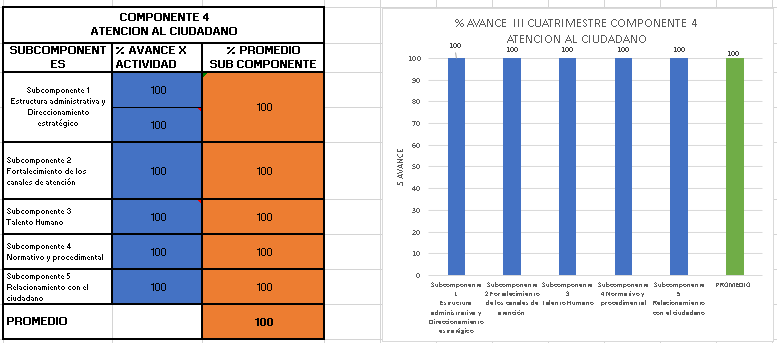 COMPONENTE 4
ATENCION AL CIUDADANO
SUBCOMPONENT
ES
% AVANCE X
ACTIVIDAD
% PROMEDIO
SUB COMPONENTE
Subcomponente 1
Estructura administrativa y
Direccionamiento
estratégico
100
100
100
Subcomponente 2
Fortalecimiento de los
canales de atención
100
100
Subcomponente 3
Talento Humano
100
100
Subcomponente 4
Normativo y procedimental
100
100
Subcomponente 5
Relacionamiento con el
ciudadano
100
100
PROMEDIO
100
% AVANCE III CUATRIMESTRE COMPONENTE 4
ATENCION AL CIUDADANO
100
100
100
100
100
100
100
90
80
70
60
50
40
30
20
10
0
S AVANCE
Subcomponente
1
Estructura
administrativa y
Direccionamiento
estratégico
Subcomponente
2 Fortalecimiento
de los canales de
atención
Subcomponente
3
Talento Humano
Subcomponente
4 Normativo y
procedimental
Subcomponente
5
Relacionamiento
con el ciudadano
PROMEDIO